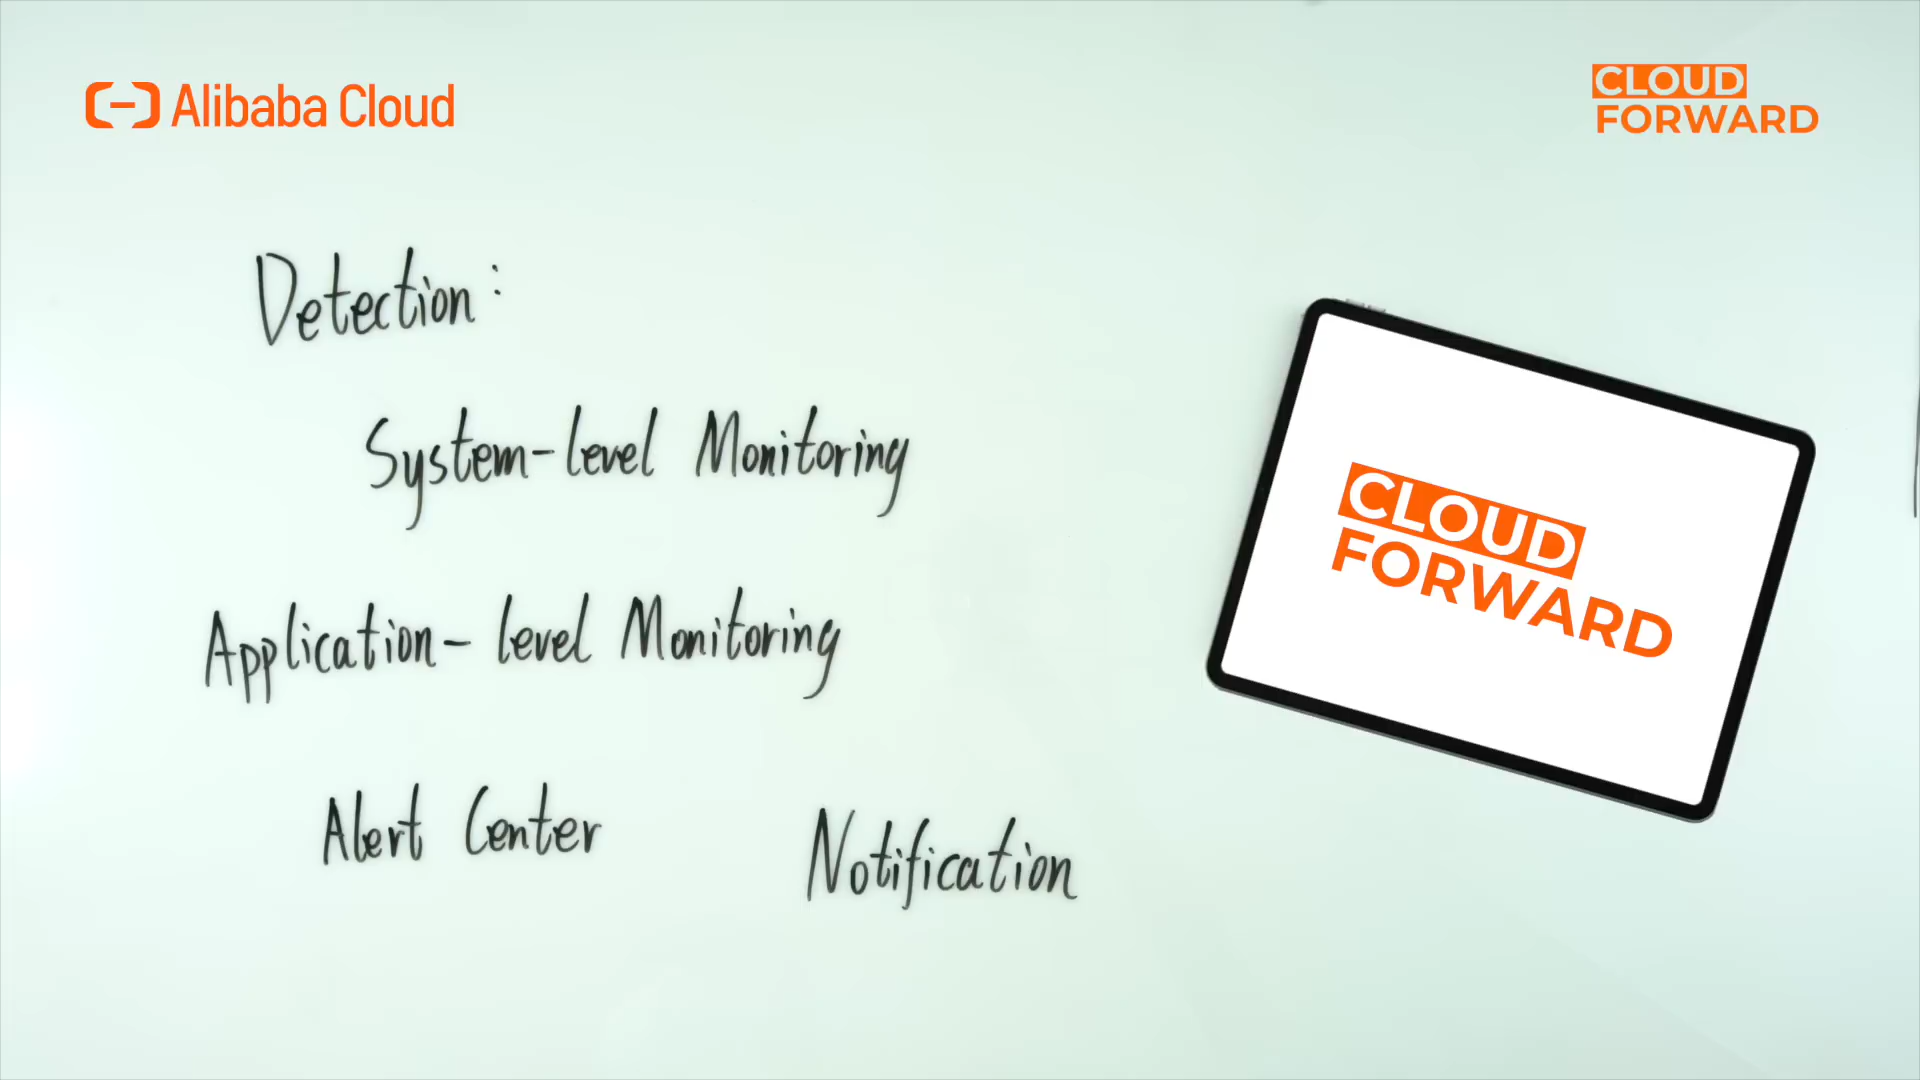 Alibaba Cloud
CLOUD
FORWARD
Detection:
System-level Monitoring
Application-level Monitoring
Alert Center
Notification
CLOUD
FORWARD